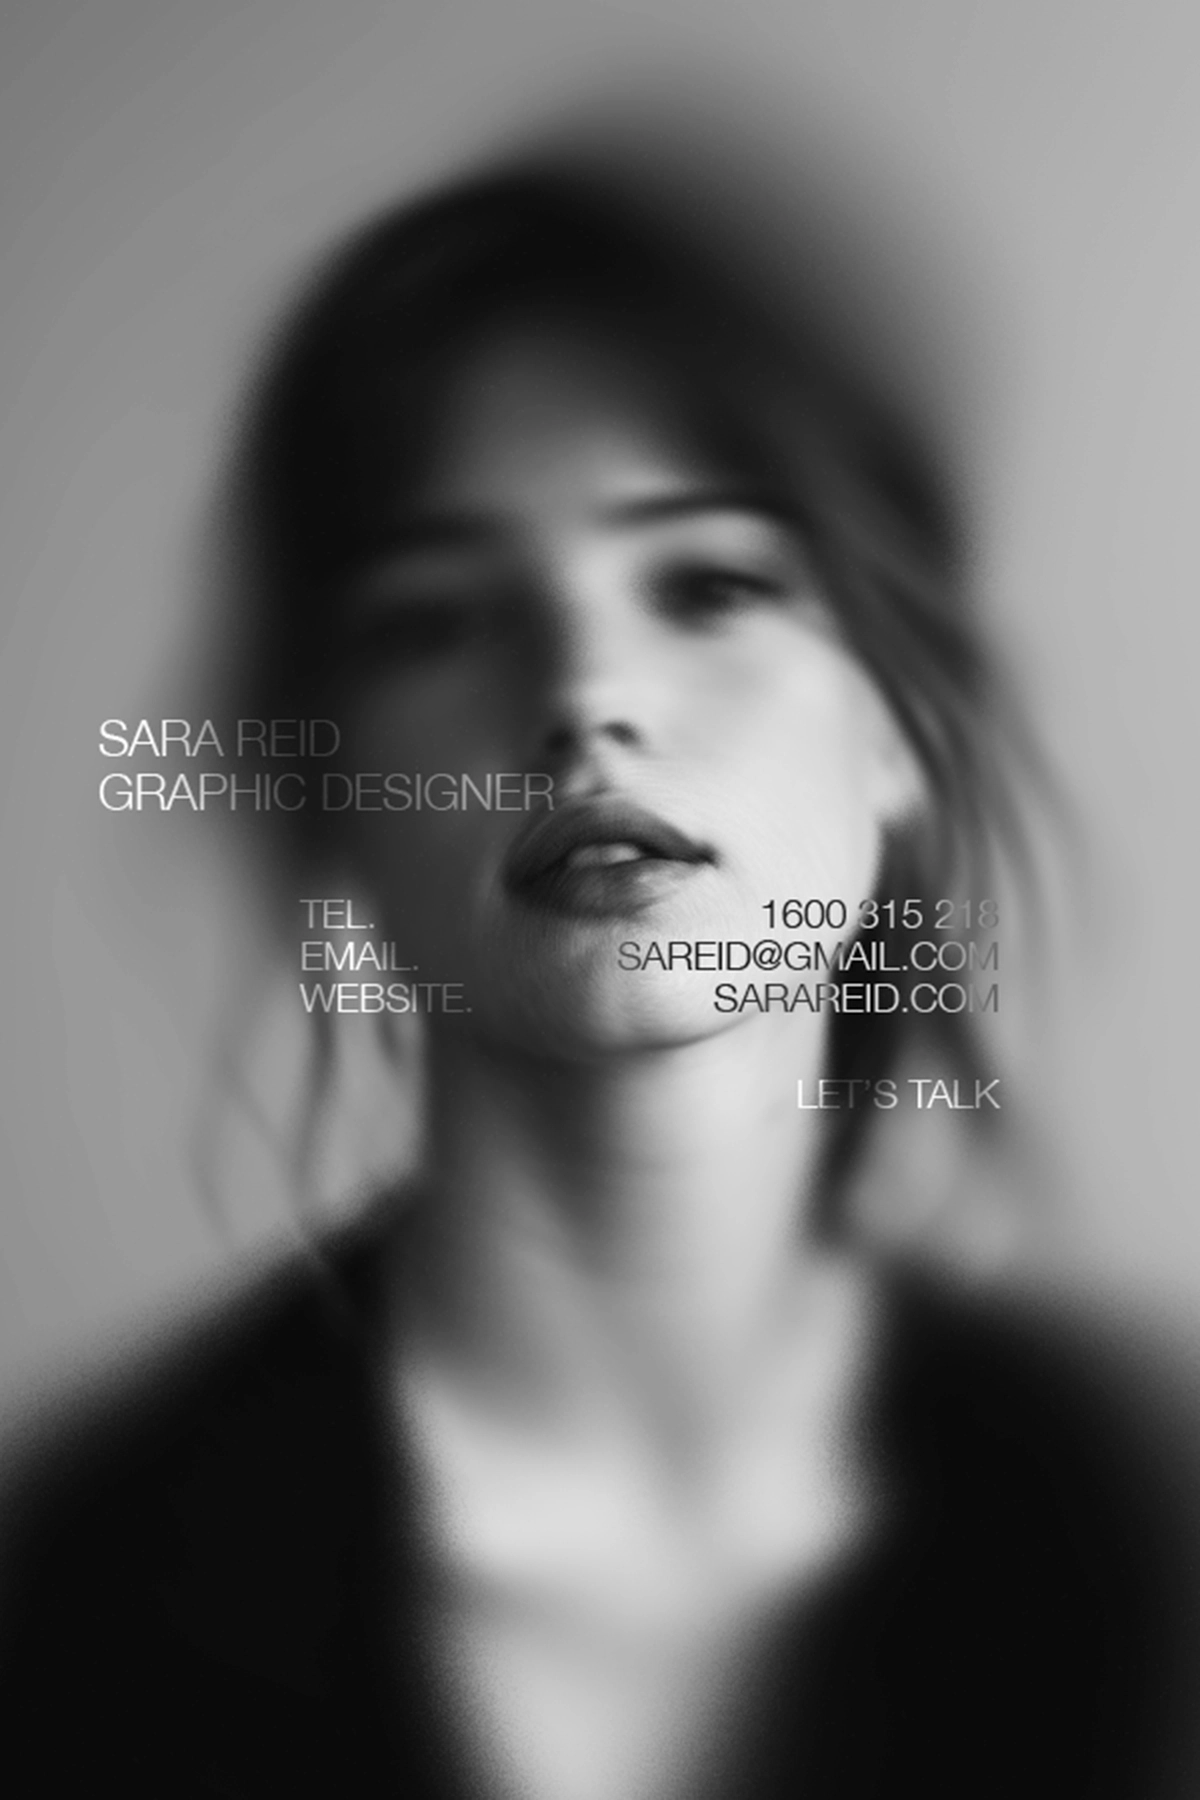 SARA REID
GRAPHIC DESIGNER
TEL. 1600 315 218
EMAIL. SAREID@GMAIL.COM
WEBSITE. SARAREID.COM
LET'S TALK